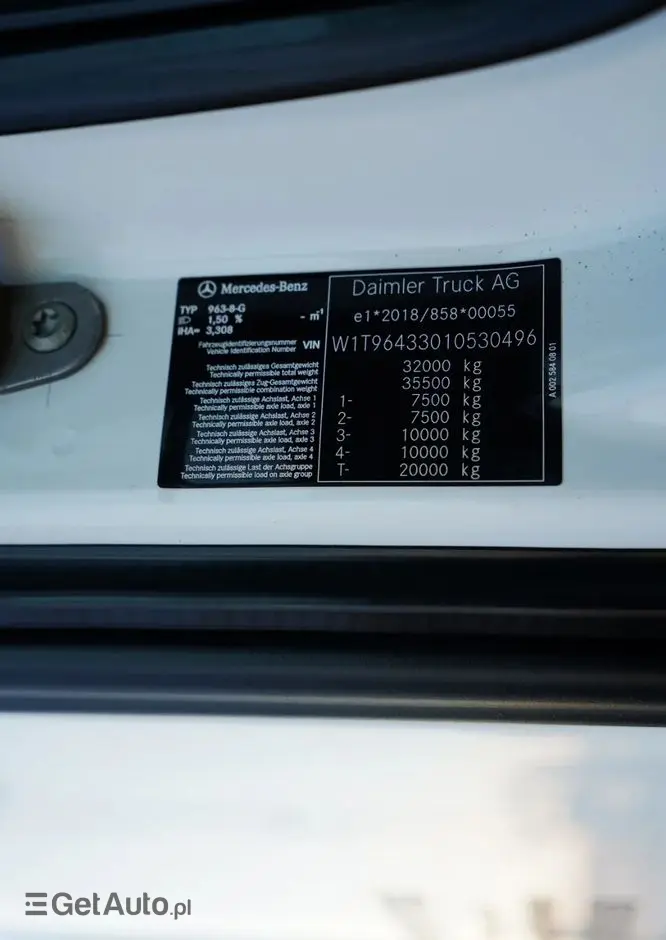 Mercedes-Benz
TYP 963-8-G
1,50 % - m⁻¹
IHA= 3,308
Fahrzeugidentifizierungsnummer
Vehicle Identification Number VIN
Technisch zulässiges Gesamtgewicht
Technically permissible total weight
Technisch zulässiges Zug-Gesamtgewicht
Technically permissible combination weight
Technisch zulässige Achslast, Achse 1
Technically permissible axle load, axle 1
Technisch zulässige Achslast, Achse 2
Technically permissible axle load, axle 2
Technisch zulässige Achslast, Achse 3
Technically permissible axle load, axle 3
Technisch zulässige Achslast, Achse 4
Technically permissible axle load, axle 4
Technisch zulässige Last der Achsgruppe
Technically permissible load on axle group
Daimler Truck AG
e1*2018/858*00055
W1T96433010530496
32000 kg
35500 kg
1- 7500 kg
2- 7500 kg
3- 10000 kg
4- 10000 kg
T- 20000 kg
A 002 584 08 01
GetAuto.pl